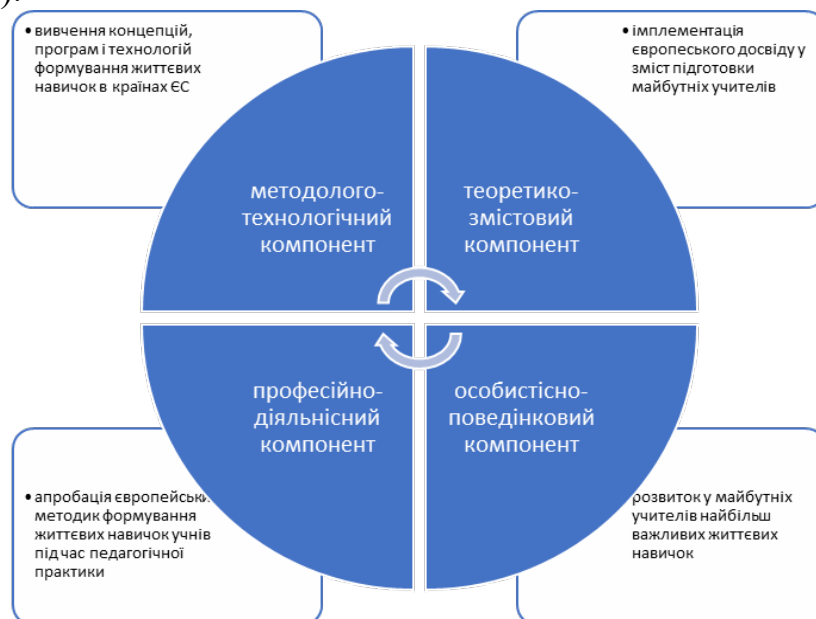 ).
• вивчення концепцій,
програм і технологій
формування життєвих
навичок в країнах ЄС
• імплементація
європеського досвіду у
зміст підготовки
майбутніх учителів
методолого-
технологічний
компонент
теоретико-
змістовий
компонент
професійно-
діяльнісний
компонент
особистісно-
поведінковий
компонент
• апробація європейськи
методик формування
життєвих навичок учнів
під час педагогічної
практики
розвиток у майбутніх
учителів найбільш
важливих життєвих
навичок